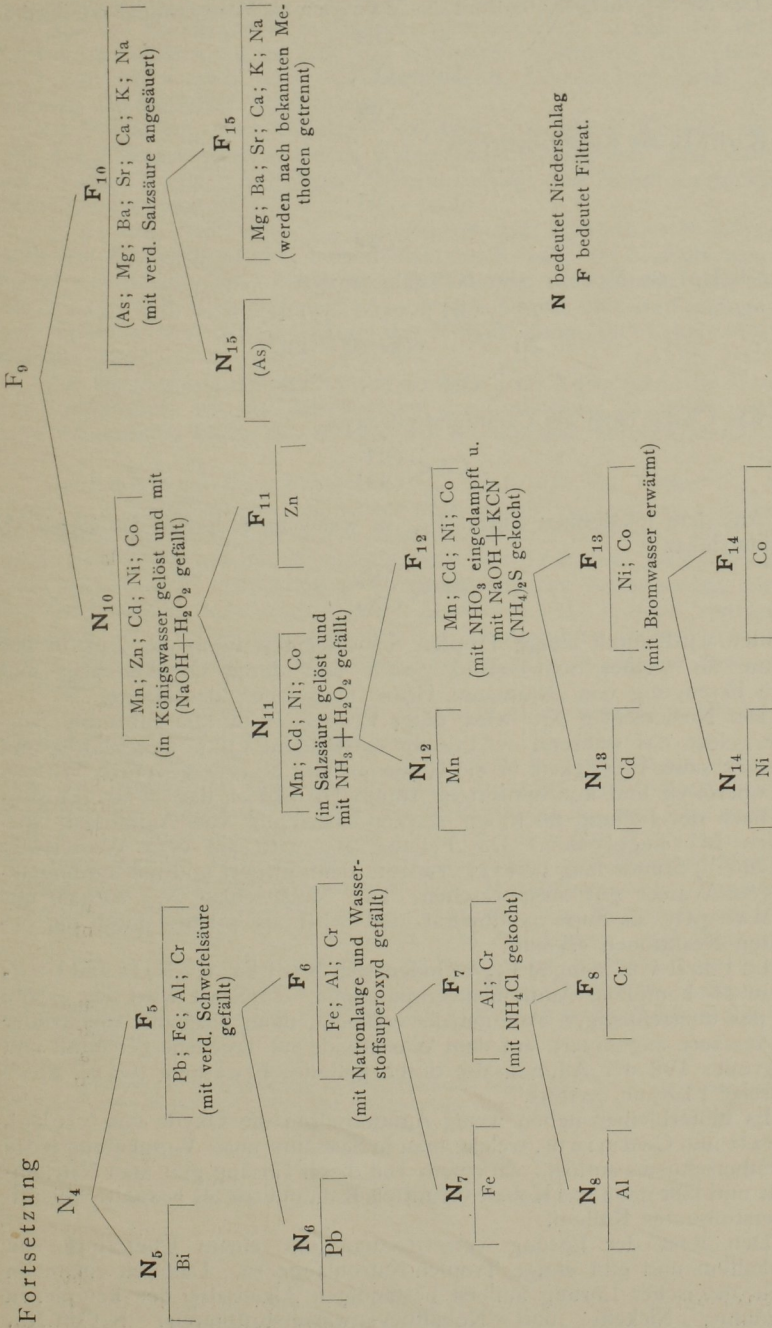 Fortsetzung
N₄
N₅
Bi
F₅
Pb; Fe; Al; Cr
(mit verd. Schwefelsäure
gefällt)
N₆
Pb
F₆
Fe; Al; Cr
(mit Natronlauge und Wasser-
stoffsuperoxyd gefällt)
N₇
Fe
F₇
Al; Cr
(mit NH₄Cl gekocht)
N₈
Al
F₈
Cr
F₉
N₁₀
Mn; Zn; Cd; Ni; Co
(in Königswasser gelöst und mit
(NaOH+H₂O₂ gefällt)
F₁₀
(As; Mg; Ba; Sr; Ca; K; Na
(mit verd. Salzsäure angesäuert)
N₁₁
Mn; Cd; Ni; Co
(in Salzsäure gelöst und
mit NH₃+H₂O₂ gefällt)
F₁₁
Zn
N₁₅
(As)
F₁₅
Mg; Ba; Sr; Ca; K; Na
(werden nach bekannten Me-
thoden getrennt)
N₁₂
Mn
F₁₂
Mn; Cd; Ni; Co
(mit NHO₃ eingedampft u.
mit NaOH+KCN
(NH₄)₂S gekocht)
N₁₃
Cd
F₁₃
Ni; Co
(mit Bromwasser erwärmt)
N₁₄
Ni
F₁₄
Co
N bedeutet Niederschlag
F bedeutet Filtrat.